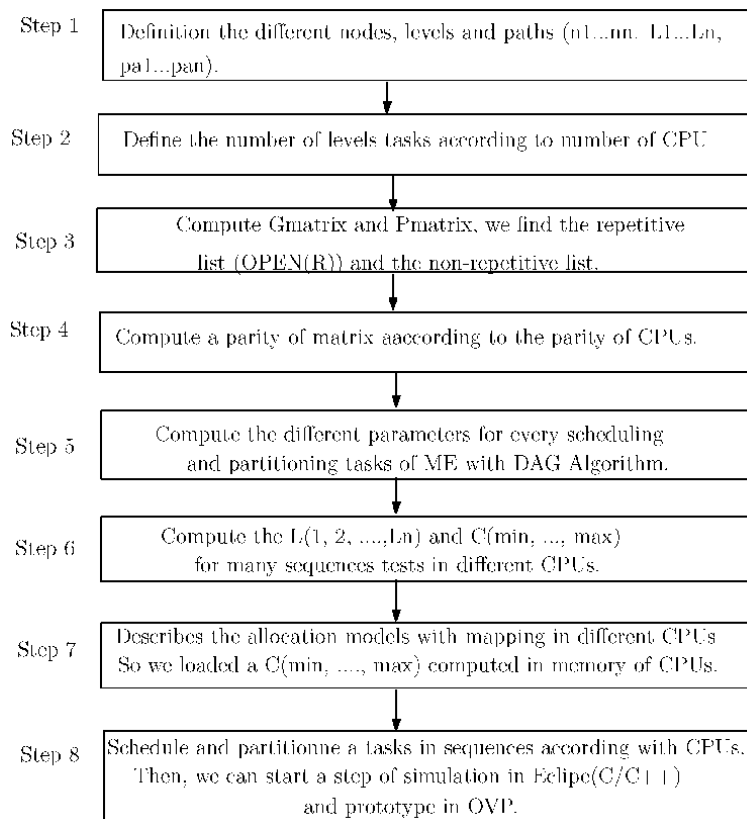 Step 1
Definition the different nodes, levels and paths (n1...nn. L1...Ln,
pa1...pan).
Step 2
Define the number of levels tasks according to number of CPU
Step 3
Compute Gmatrix and Pmatrix, we find the repetitive
list (OPEN(R)) and the non-repetitive list.
Step 4
Compute a parity of matrix aaccording to the parity of CPUs.
Step 5
Compute the different parameters for every scheduling
and partitioning tasks of ME with DAG Algorithm.
Step 6
Compute the L(1, 2, ....,Ln) and C(min, ..., max)
for many sequences tests in different CPUs.
Step 7
Describes the allocation models with mapping in different CPUs
So we loaded a C(min, ...., max) computed in memory of CPUs.
Step 8
Schedule and partitionne a tasks in sequences according with CPUs.
Then, we can start a step of simulation in Eclipe(C/C++)
and prototype in OVP.